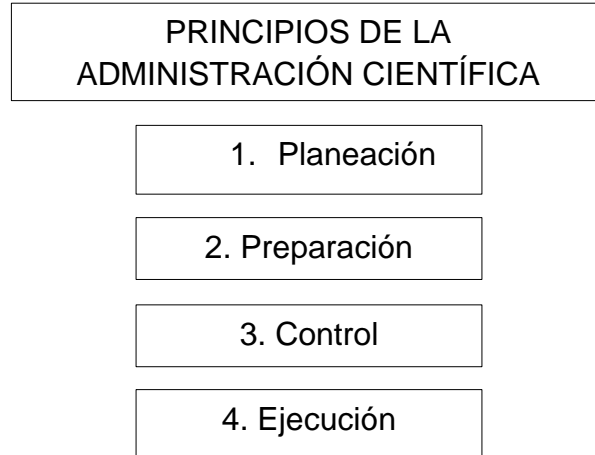 PRINCIPIOS DE LA
ADMINISTRACIÓN CIENTÍFICA
1. Planeación
2. Preparación
3. Control
4. Ejecución